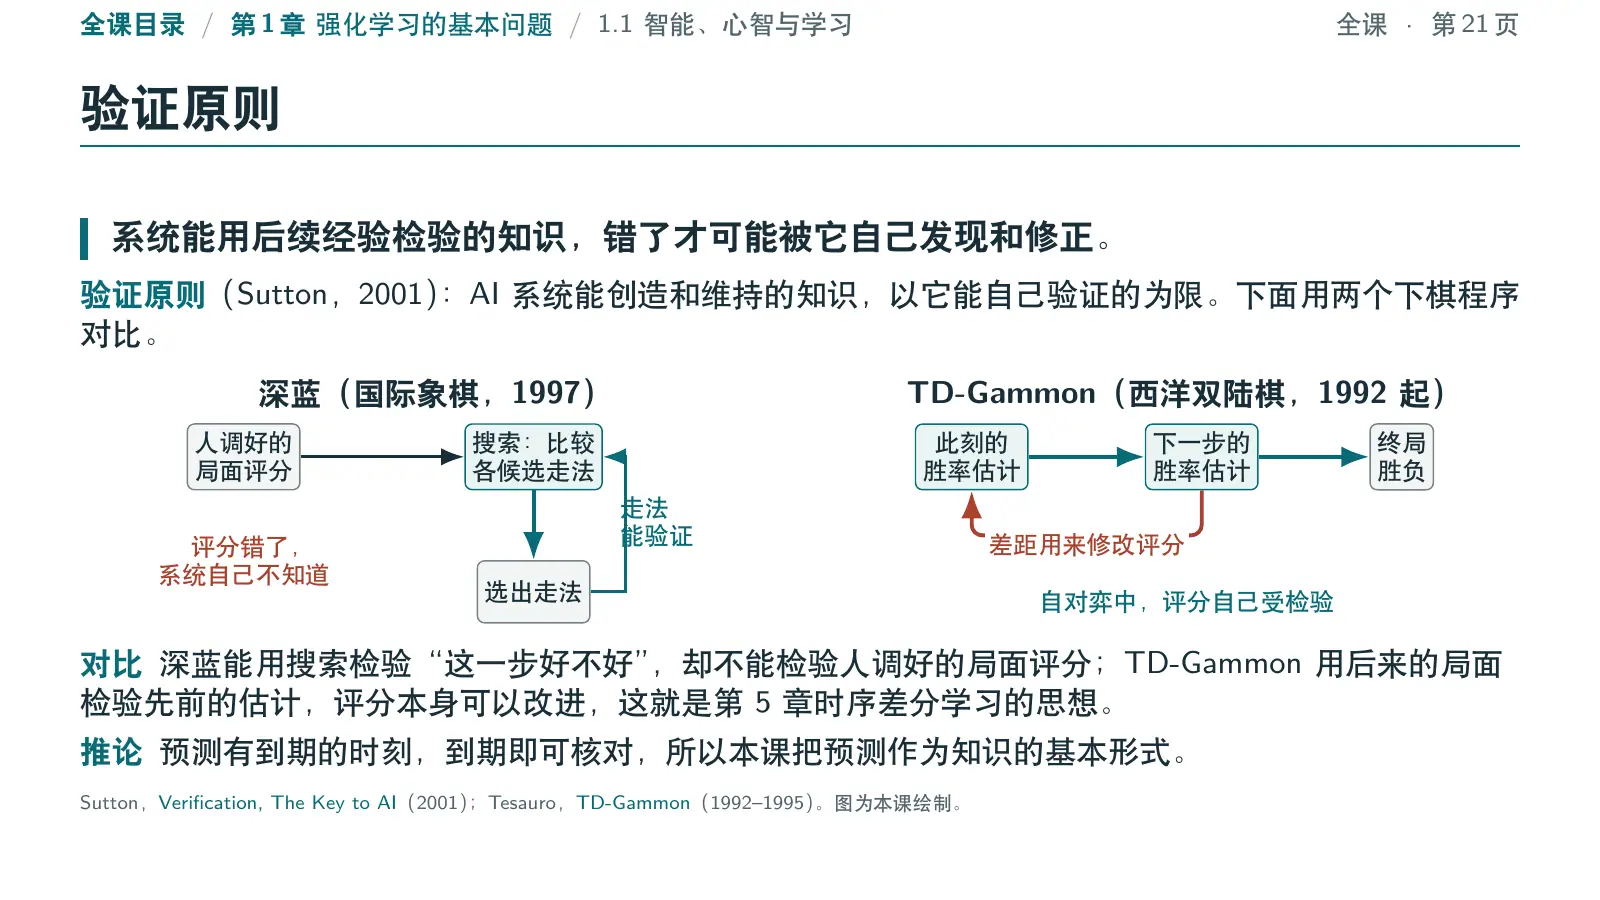 全课目录 / 第1章 强化学习的基本问题 / 1.1 智能、心智与学习
全课 · 第21页
验证原则
系统能用后续经验检验的知识，错了才可能被它自己发现和修正。
验证原则（Sutton，2001）：AI 系统能创造和维持的知识，以它能自己验证的为限。下面用两个下棋程序
对比。
深蓝（国际象棋，1997）
人调好的
局面评分
搜索：比较
各候选走法
走法
能验证
评分错了，
系统自己不知道
选出走法
TD-Gammon（西洋双陆棋，1992 起）
此刻的
胜率估计
下一步的
胜率估计
终局
胜负
差距用来修改评分
自对弈中，评分自己受检验
对比 深蓝能用搜索检验“这一步好不好”，却不能检验人调好的局面评分；TD-Gammon 用后来的局面
检验先前的估计，评分本身可以改进，这就是第 5 章时序差分学习的思想。
推论 预测有到期的时刻，到期即可核对，所以本课把预测作为知识的基本形式。
Sutton，Verification, The Key to AI（2001）；Tesauro，TD-Gammon（1992–1995）。图为本课绘制。